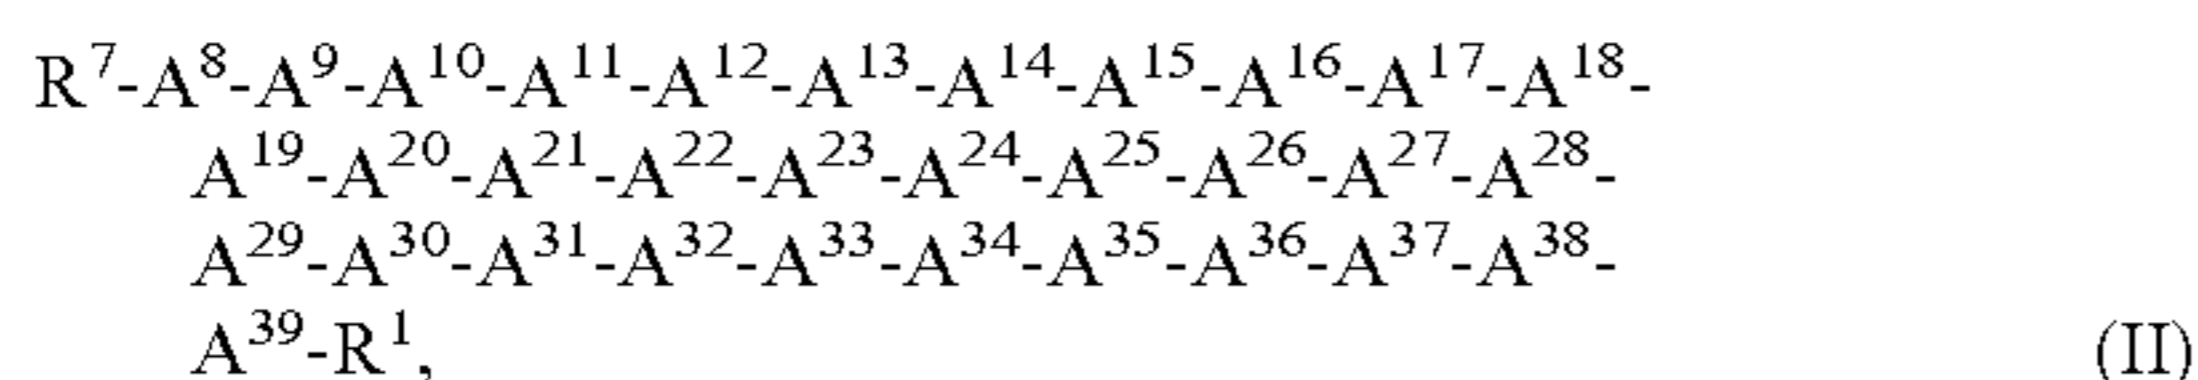 R⁷-A⁸-A⁹-A¹⁰-A¹¹-A¹²-A¹³-A¹⁴-A¹⁵-A¹⁶-A¹⁷-A¹⁸-
A¹⁹-A²⁰-A²¹-A²²-A²³-A²⁴-A²⁵-A²⁶-A²⁷-A²⁸-
A²⁹-A³⁰-A³¹-A³²-A³³-A³⁴-A³⁵-A³⁶-A³⁷-A³⁸-
A³⁹-R¹, (II)